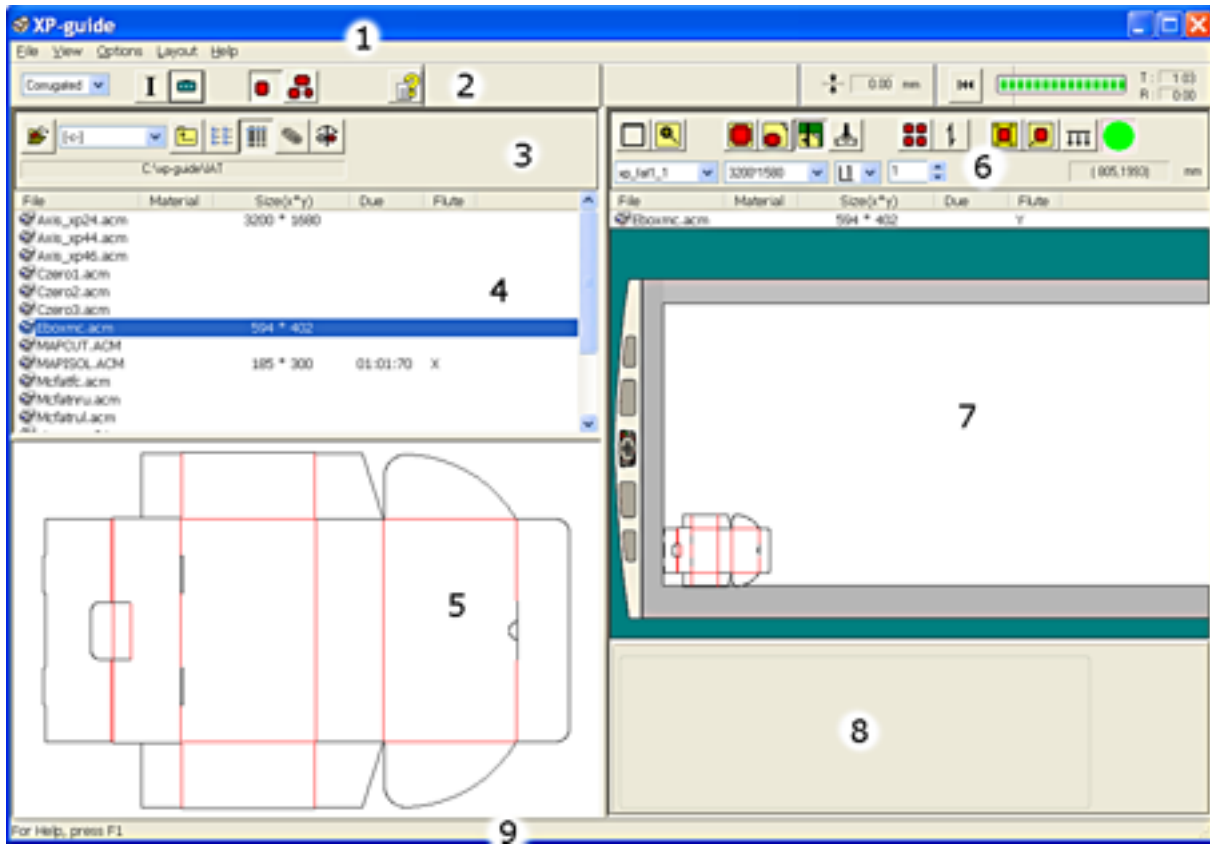 XP-guide
File View Options Layout Help
1
Corrugated
2
0.00 mm
T: 1.03
R: 0.00
[-c-]
C:\xp-guide\IAT
3
xp_fatl1_1 3200*1580 LI 1
6
(805,1993) mm
File Material Size(x*y) Due Flute
Axis_xp24.acm 3200 * 1680
Axis_xp44.acm
Axis_xp46.acm
Czero1.acm
Czero2.acm
4
Czero3.acm
Eboxmc.acm 594 * 402
MAPCUT.ACM
MAPISOL.ACM 185 * 300 01:01:70 X
Mcfatfc.acm
Mcfatnru.acm
Mcfatrul.acm
File Material Size(x*y) Due Flute
Eboxmc.acm 594 * 402 Y
7
5
8
For Help, press F1
9